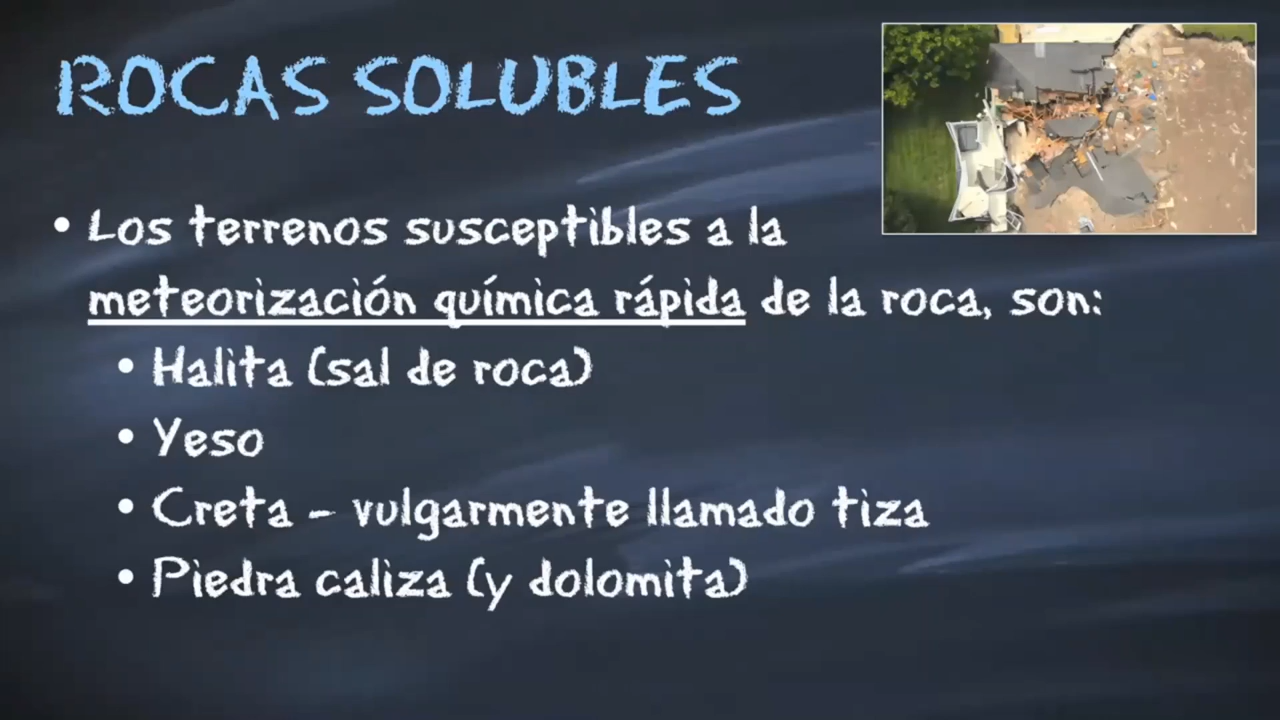 ROCAS SOLUBLES
• Los terrenos susceptibles a la
meteorización química rápida de la roca, son:
• Halita (sal de roca)
• Yeso
• Creta - vulgarmente llamado tiza
• Piedra caliza (y dolomita)